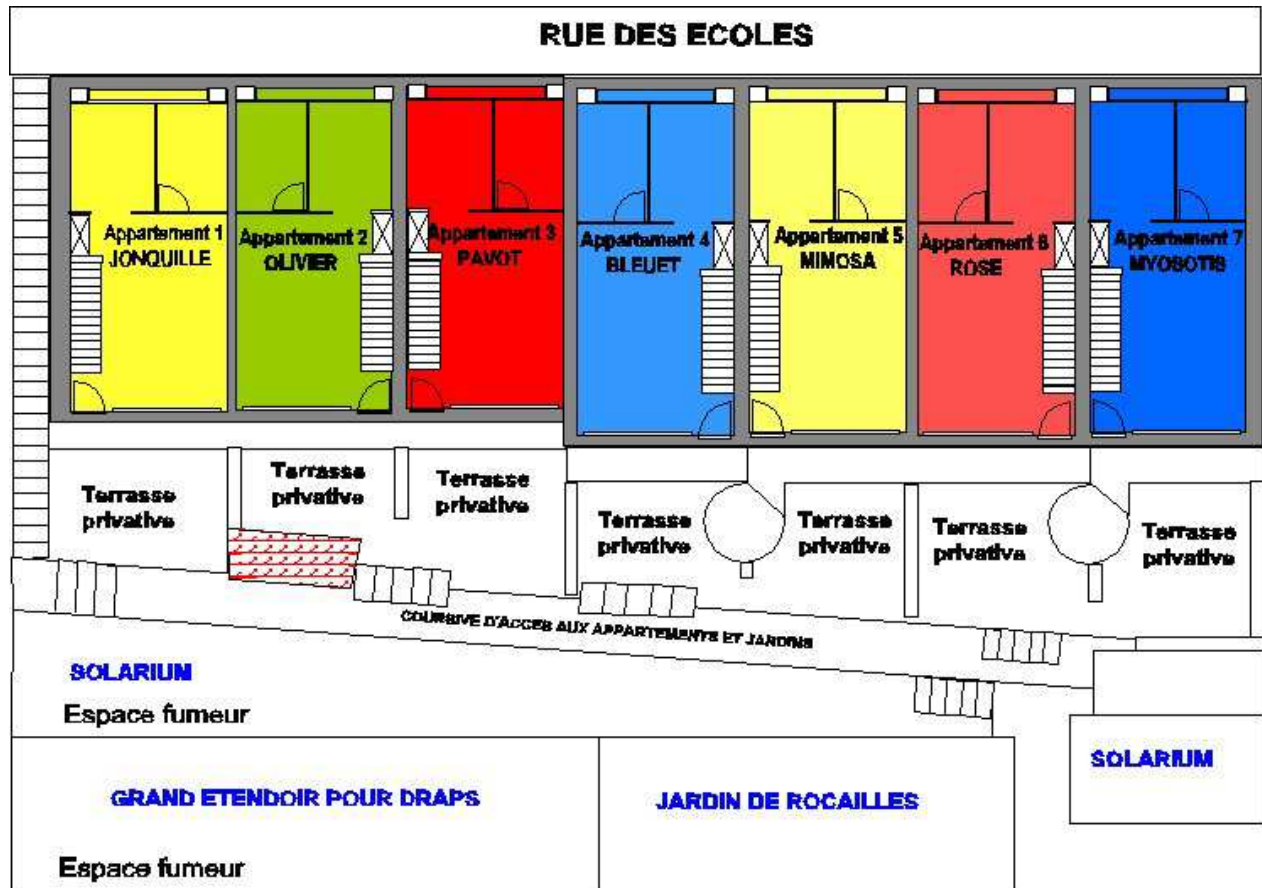 RUE DES ECOLES
Appartement 1
JONQUILLE
Appartement 2
OLIVIER
Appartement 3
PAVOT
Appartement 4
BLEUET
Appartement 5
MIMOSA
Appartement 6
ROSE
Appartement 7
MYOSOTIS
Terrasse
privative
Terrasse
privative
Terrasse
privative
Terrasse
privative
Terrasse
privative
Terrasse
privative
Terrasse
privative
COURSIVE D'ACCES AUX APPARTEMENTS ET JARDINS
SOLARIUM
Espace fumeur
SOLARIUM
GRAND ETENDOIR POUR DRAPS
JARDIN DE ROCAILLES
Espace fumeur